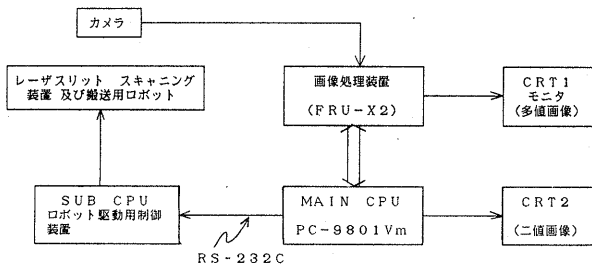 カメラ
レーザスリット スキャニング
装置 及び搬送用ロボット
画像処理装置
(FRU-X2)
CRT1
モニタ
(多値画像)
SUB CPU
ロボット駆動用制御
装置
MAIN CPU
PC-9801Vm
CRT2
(二値画像)
RS-232C